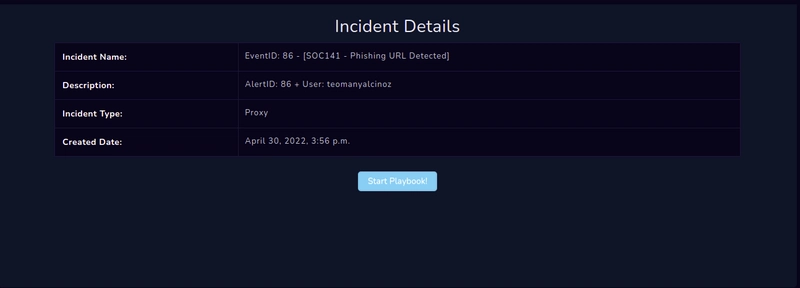 Incident Details
Incident Name: EventID: 86 - [SOC141 - Phishing URL Detected]
Description: AlertID: 86 + User: teomanyalcinoz
Incident Type: Proxy
Created Date: April 30, 2022, 3:56 p.m.
Start Playbook!